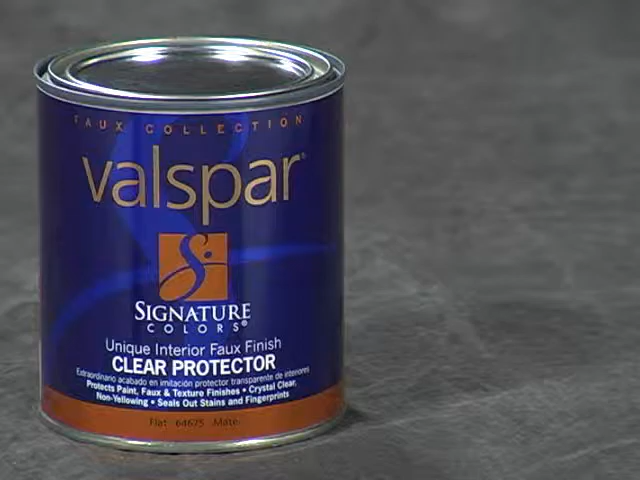 FAUX COLLECTION
valspar®
S
SIGNATURE
COLORS®
Unique Interior Faux Finish
CLEAR PROTECTOR
Extraordinario acabado en imitación protector transparente de interiores
Protects Paint, Faux & Texture Finishes • Crystal Clear,
Non-Yellowing • Seals Out Stains and Fingerprints
Flat 64675 Mate